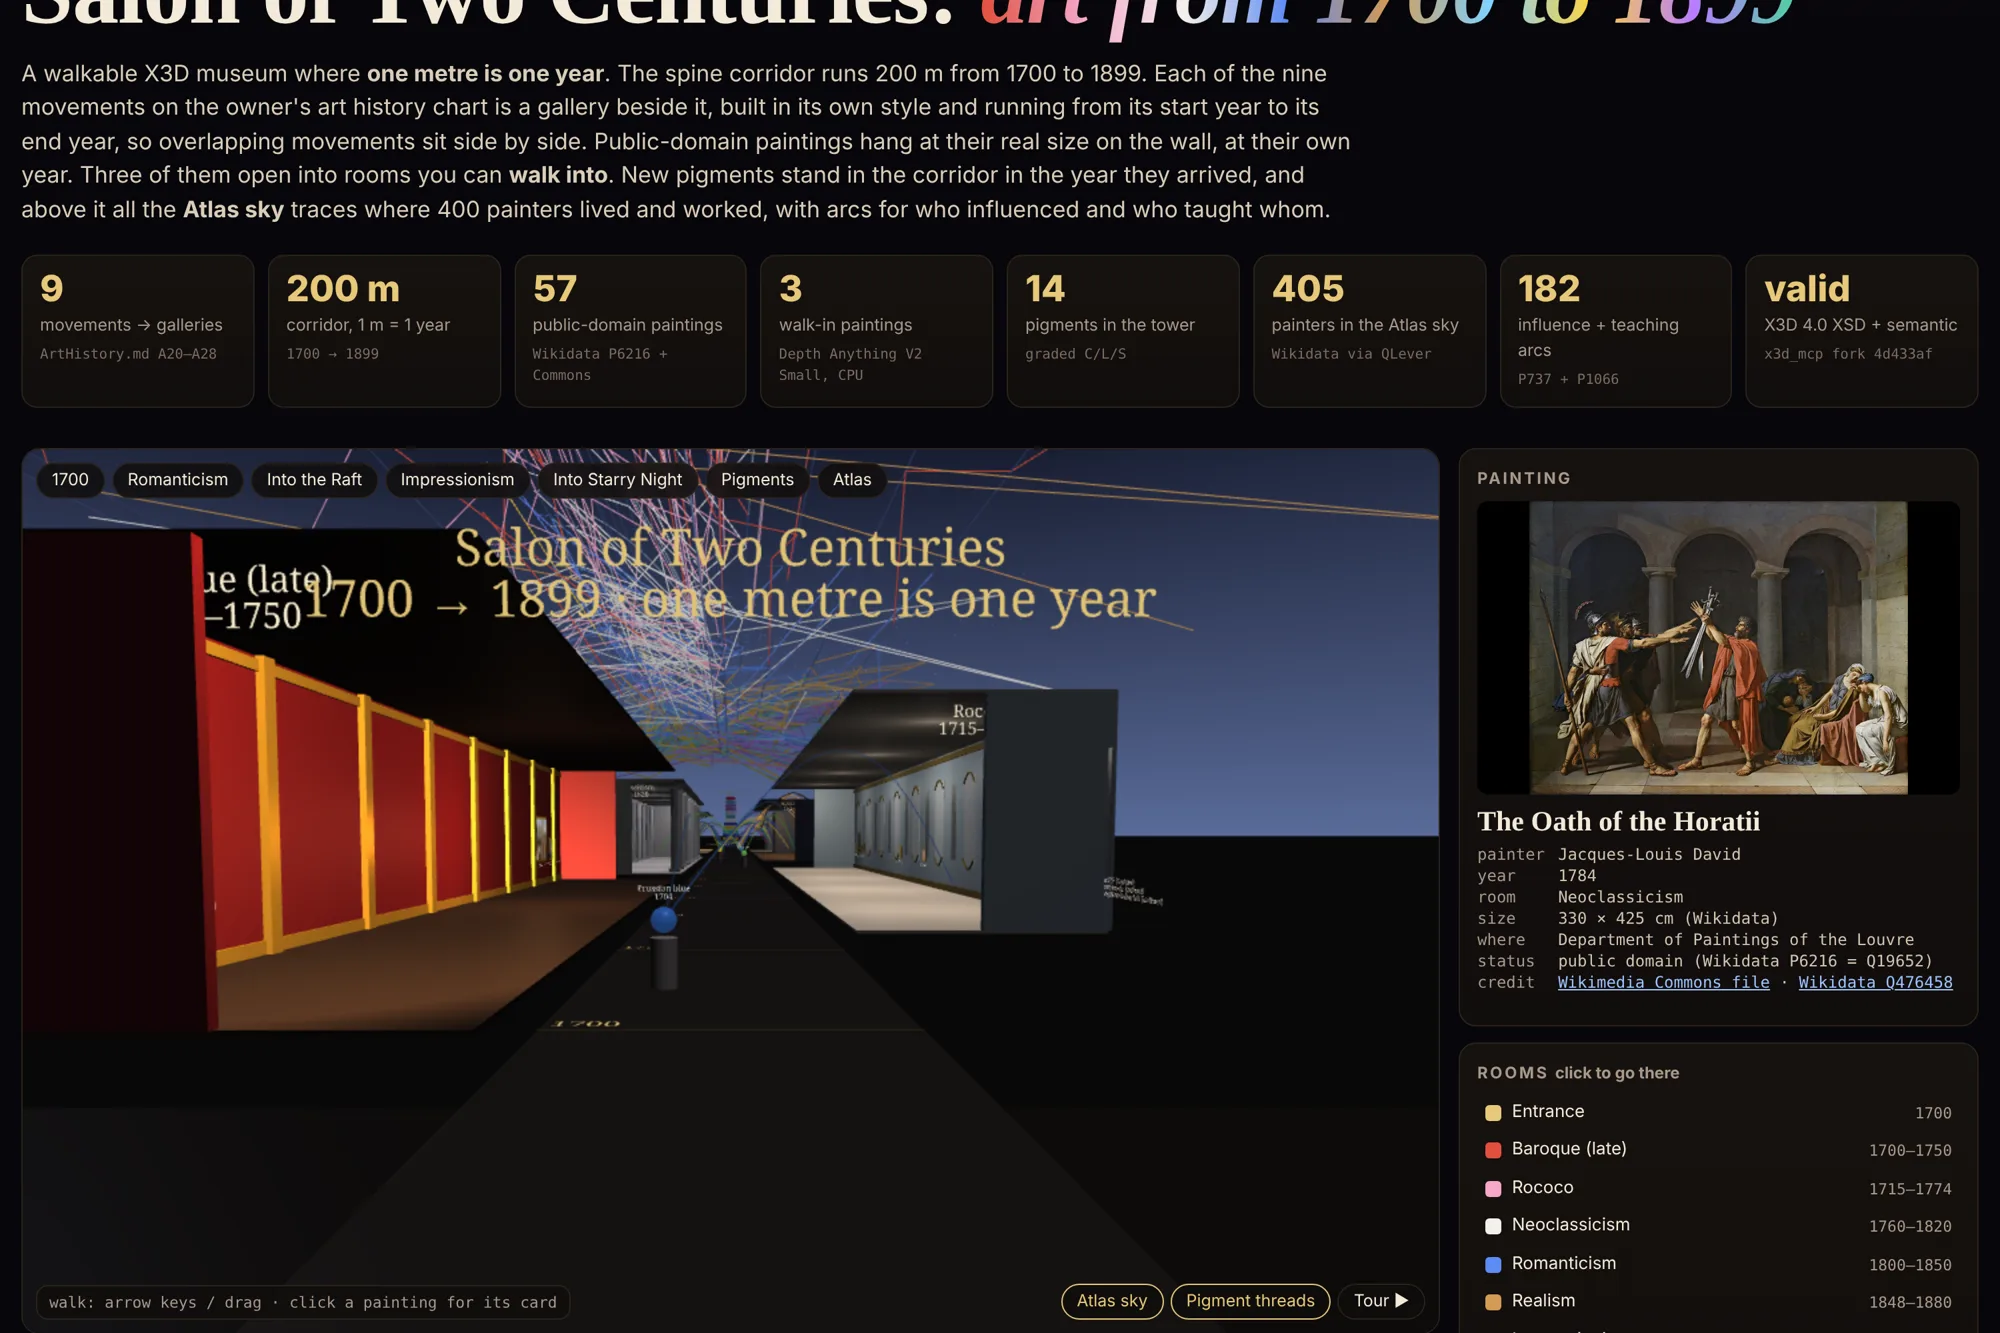 Salon of Two Centuries: art from 1700 to 1899
A walkable X3D museum where one metre is one year. The spine corridor runs 200 m from 1700 to 1899. Each of the nine
movements on the owner's art history chart is a gallery beside it, built in its own style and running from its start year to its
end year, so overlapping movements sit side by side. Public-domain paintings hang at their real size on the wall, at their own
year. Three of them open into rooms you can walk into. New pigments stand in the corridor in the year they arrived, and
above it all the Atlas sky traces where 400 painters lived and worked, with arcs for who influenced and who taught whom.
9
movements → galleries
ArtHistory.md A20–A28
200 m
corridor, 1 m = 1 year
1700 → 1899
57
public-domain paintings
Wikidata P6216 +
Commons
3
walk-in paintings
Depth Anything V2
Small, CPU
14
pigments in the tower
graded C/L/S
405
painters in the Atlas sky
Wikidata via QLever
182
influence + teaching
arcs
P737 + P1066
valid
X3D 4.0 XSD + semantic
x3d_mcp fork 4d433af
1700
Romanticism
Into the Raft
Impressionism
Into Starry Night
Pigments
Atlas
Salon of Two Centuries
1700 → 1899 · one metre is one year
ue (late)
–1750
Roc
1715–
Prussian blue
1704
1700
walk: arrow keys / drag · click a painting for its card
Atlas sky
Pigment threads
Tour ▶
PAINTING
The Oath of the Horatii
painter Jacques-Louis David
year 1784
room Neoclassicism
size 330 × 425 cm (Wikidata)
where Department of Paintings of the Louvre
status public domain (Wikidata P6216 = Q19652)
credit Wikimedia Commons file · Wikidata Q476458
ROOMS click to go there
Entrance 1700
Baroque (late) 1700–1750
Rococo 1715–1774
Neoclassicism 1760–1820
Romanticism 1800–1850
Realism 1848–1880